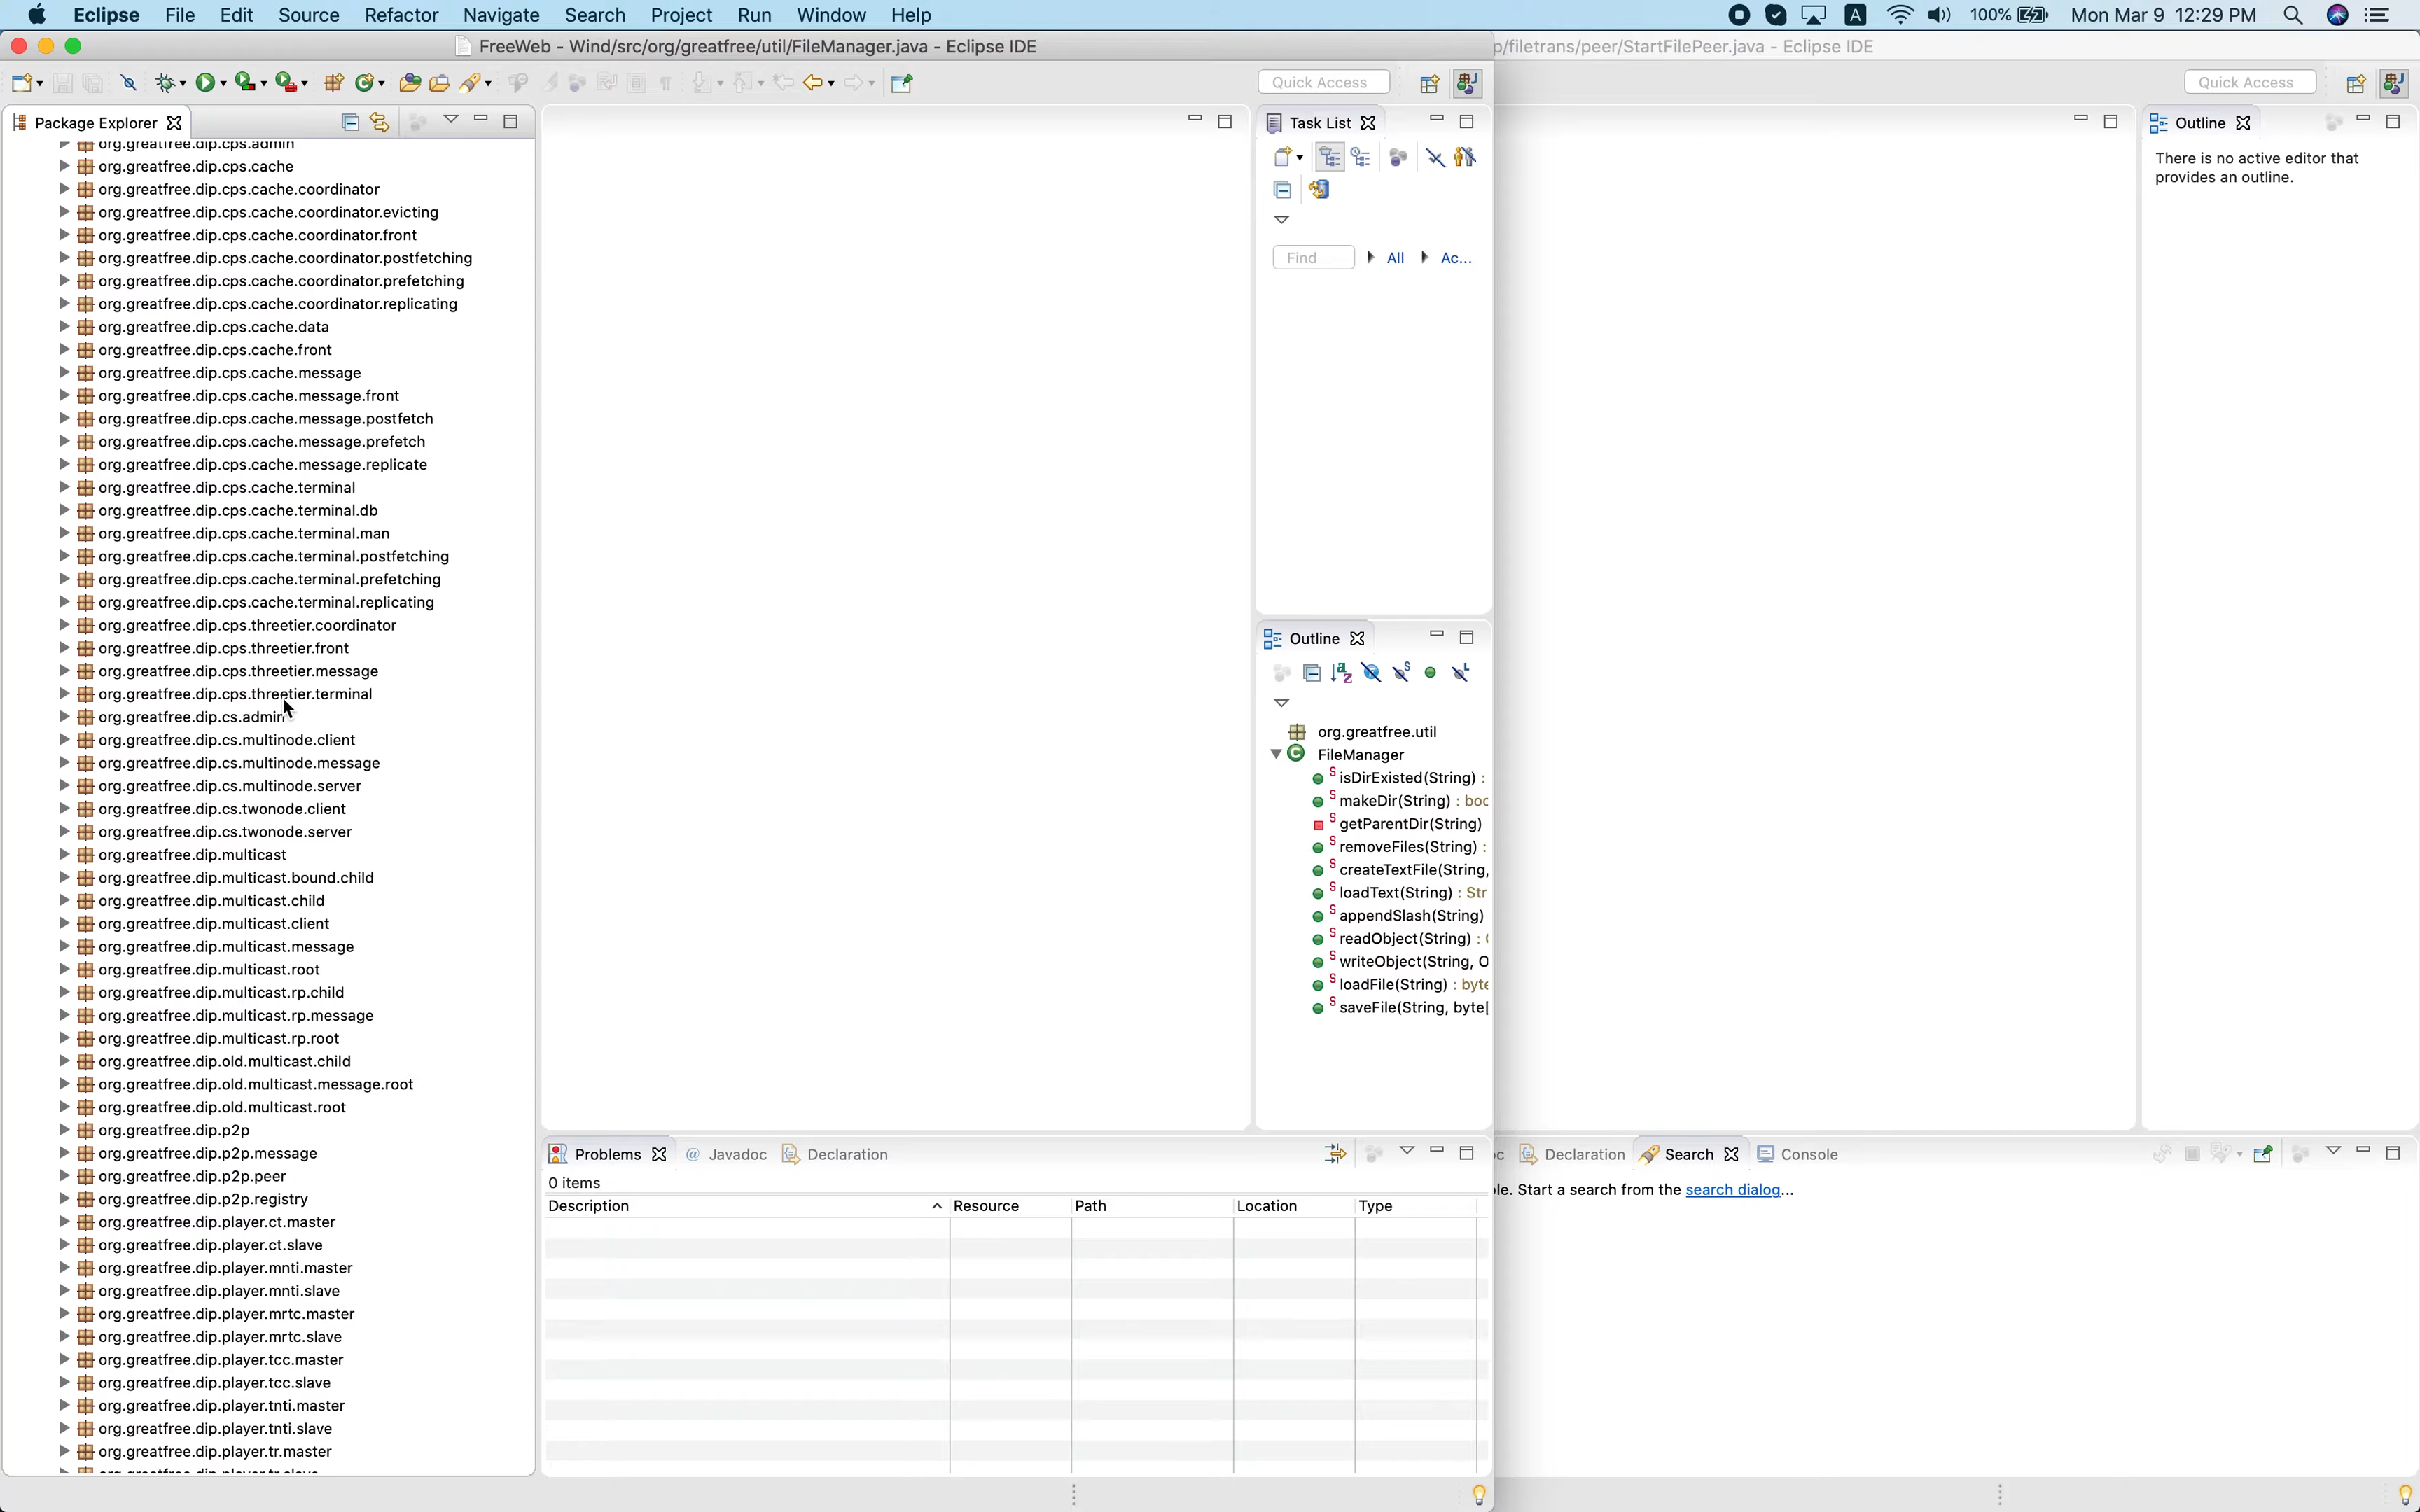 Eclipse File Edit Source Refactor Navigate Search Project Run Window Help
A 100% Mon Mar 9 12:29 PM
FreeWeb - Wind/src/org/greatfree/util/FileManager.java - Eclipse IDE
p/filetrans/peer/StartFilePeer.java - Eclipse IDE
Quick Access
Quick Access
Package Explorer
org.greatfree.dip.cps.admin
org.greatfree.dip.cps.cache
org.greatfree.dip.cps.cache.coordinator
org.greatfree.dip.cps.cache.coordinator.evicting
org.greatfree.dip.cps.cache.coordinator.front
org.greatfree.dip.cps.cache.coordinator.postfetching
org.greatfree.dip.cps.cache.coordinator.prefetching
org.greatfree.dip.cps.cache.coordinator.replicating
org.greatfree.dip.cps.cache.data
org.greatfree.dip.cps.cache.front
org.greatfree.dip.cps.cache.message
org.greatfree.dip.cps.cache.message.front
org.greatfree.dip.cps.cache.message.postfetch
org.greatfree.dip.cps.cache.message.prefetch
org.greatfree.dip.cps.cache.message.replicate
org.greatfree.dip.cps.cache.terminal
org.greatfree.dip.cps.cache.terminal.db
org.greatfree.dip.cps.cache.terminal.man
org.greatfree.dip.cps.cache.terminal.postfetching
org.greatfree.dip.cps.cache.terminal.prefetching
org.greatfree.dip.cps.cache.terminal.replicating
org.greatfree.dip.cps.threetier.coordinator
org.greatfree.dip.cps.threetier.front
org.greatfree.dip.cps.threetier.message
org.greatfree.dip.cps.threetier.terminal
org.greatfree.dip.cs.admin
org.greatfree.dip.cs.multinode.client
org.greatfree.dip.cs.multinode.message
org.greatfree.dip.cs.multinode.server
org.greatfree.dip.cs.twonode.client
org.greatfree.dip.cs.twonode.server
org.greatfree.dip.multicast
org.greatfree.dip.multicast.bound.child
org.greatfree.dip.multicast.child
org.greatfree.dip.multicast.client
org.greatfree.dip.multicast.message
org.greatfree.dip.multicast.root
org.greatfree.dip.multicast.rp.child
org.greatfree.dip.multicast.rp.message
org.greatfree.dip.multicast.rp.root
org.greatfree.dip.old.multicast.child
org.greatfree.dip.old.multicast.message.root
org.greatfree.dip.old.multicast.root
org.greatfree.dip.p2p
org.greatfree.dip.p2p.message
org.greatfree.dip.p2p.peer
org.greatfree.dip.p2p.registry
org.greatfree.dip.player.ct.master
org.greatfree.dip.player.ct.slave
org.greatfree.dip.player.mnti.master
org.greatfree.dip.player.mnti.slave
org.greatfree.dip.player.mrtc.master
org.greatfree.dip.player.mrtc.slave
org.greatfree.dip.player.tcc.master
org.greatfree.dip.player.tcc.slave
org.greatfree.dip.player.tnti.master
org.greatfree.dip.player.tnti.slave
org.greatfree.dip.player.tr.master
Task List
Find All Ac...
Outline
org.greatfree.util
FileManager
isDirExisted(String) :
makeDir(String) : boo
getParentDir(String)
removeFiles(String) :
createTextFile(String,
loadText(String) : Str
appendSlash(String)
readObject(String) :
writeObject(String, O
loadFile(String) : byte
saveFile(String, byte[
Outline
There is no active editor that
provides an outline.
Problems Javadoc Declaration
0 items
Description Resource Path Location Type
oc Declaration Search Console
le. Start a search from the search dialog...